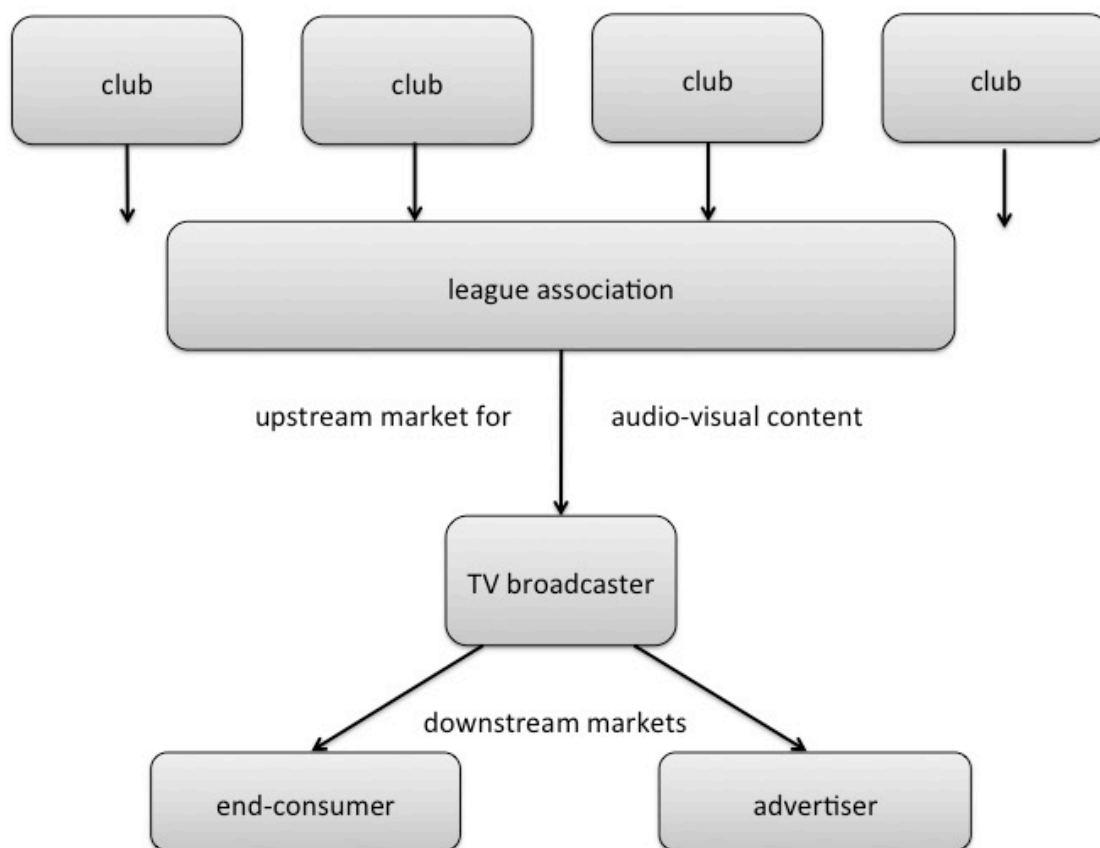 club
club
club
club
league association
upstream market for
audio-visual content
TV broadcaster
downstream markets
end-consumer
advertiser